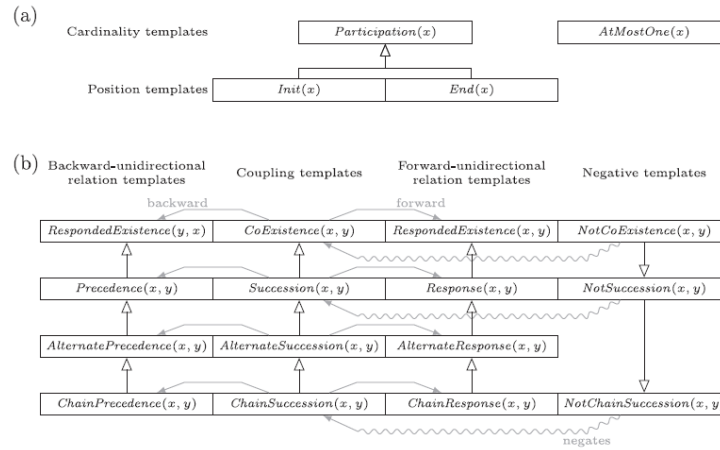 (a)
Cardinality templates Participation(x) AtMostOne(x)
Position templates Init(x) End(x)
(b)
Backward-unidirectional relation templates
Coupling templates
Forward-unidirectional relation templates
Negative templates
backward forward
RespondedExistence(y, x) CoExistence(x, y) RespondedExistence(x, y) NotCoExistence(x, y)
Precedence(x, y) Succession(x, y) Response(x, y) NotSuccession(x, y)
AlternatePrecedence(x, y) AlternateSuccession(x, y) AlternateResponse(x, y)
ChainPrecedence(x, y) ChainSuccession(x, y) ChainResponse(x, y) NotChainSuccession(x, y
negates